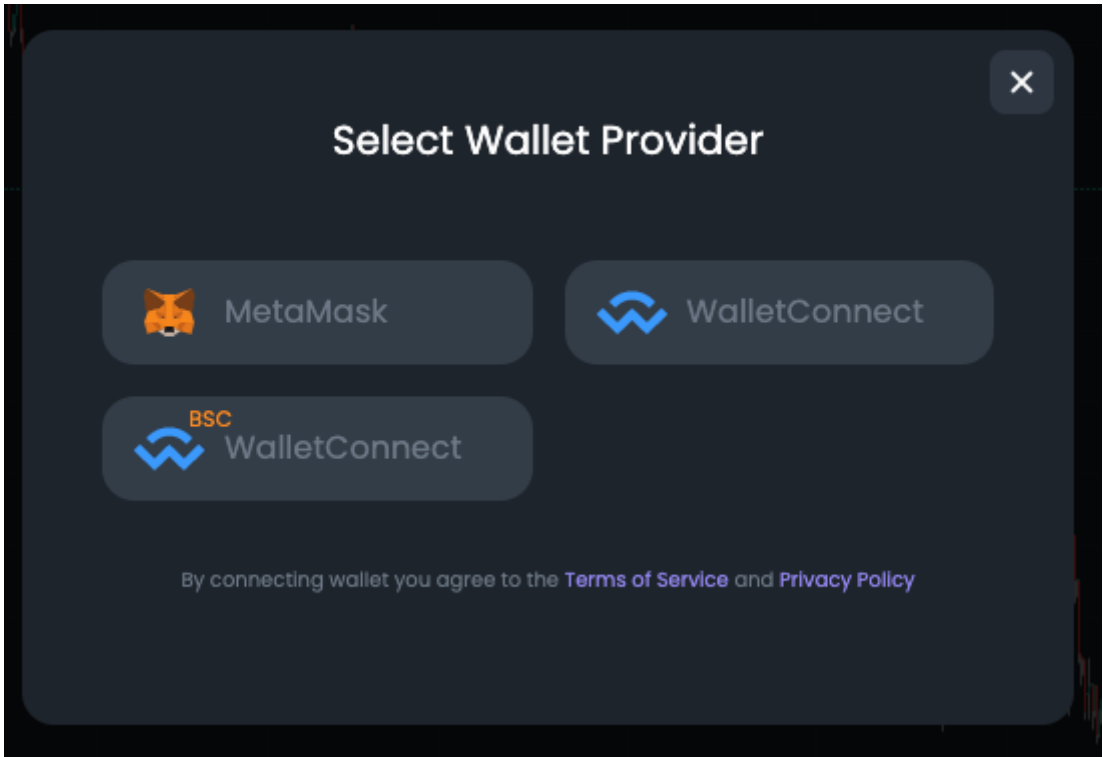 Select Wallet Provider
MetaMask
WalletConnect
BSC
WalletConnect
By connecting wallet you agree to the Terms of Service and Privacy Policy